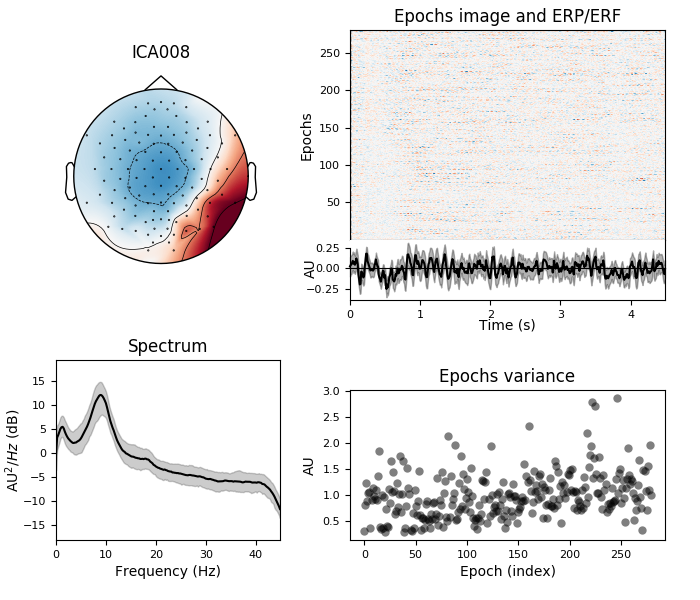 ICA008
Epochs image and ERP/ERF
Epochs
250
200
150
100
50
AU
0.25
0.00
−0.25
0 1 2 3 4
Time (s)
Spectrum
AU²/Hz (dB)
15
10
5
0
−5
−10
−15
0 10 20 30 40
Frequency (Hz)
Epochs variance
AU
3.0
2.5
2.0
1.5
1.0
0.5
0 50 100 150 200 250
Epoch (index)